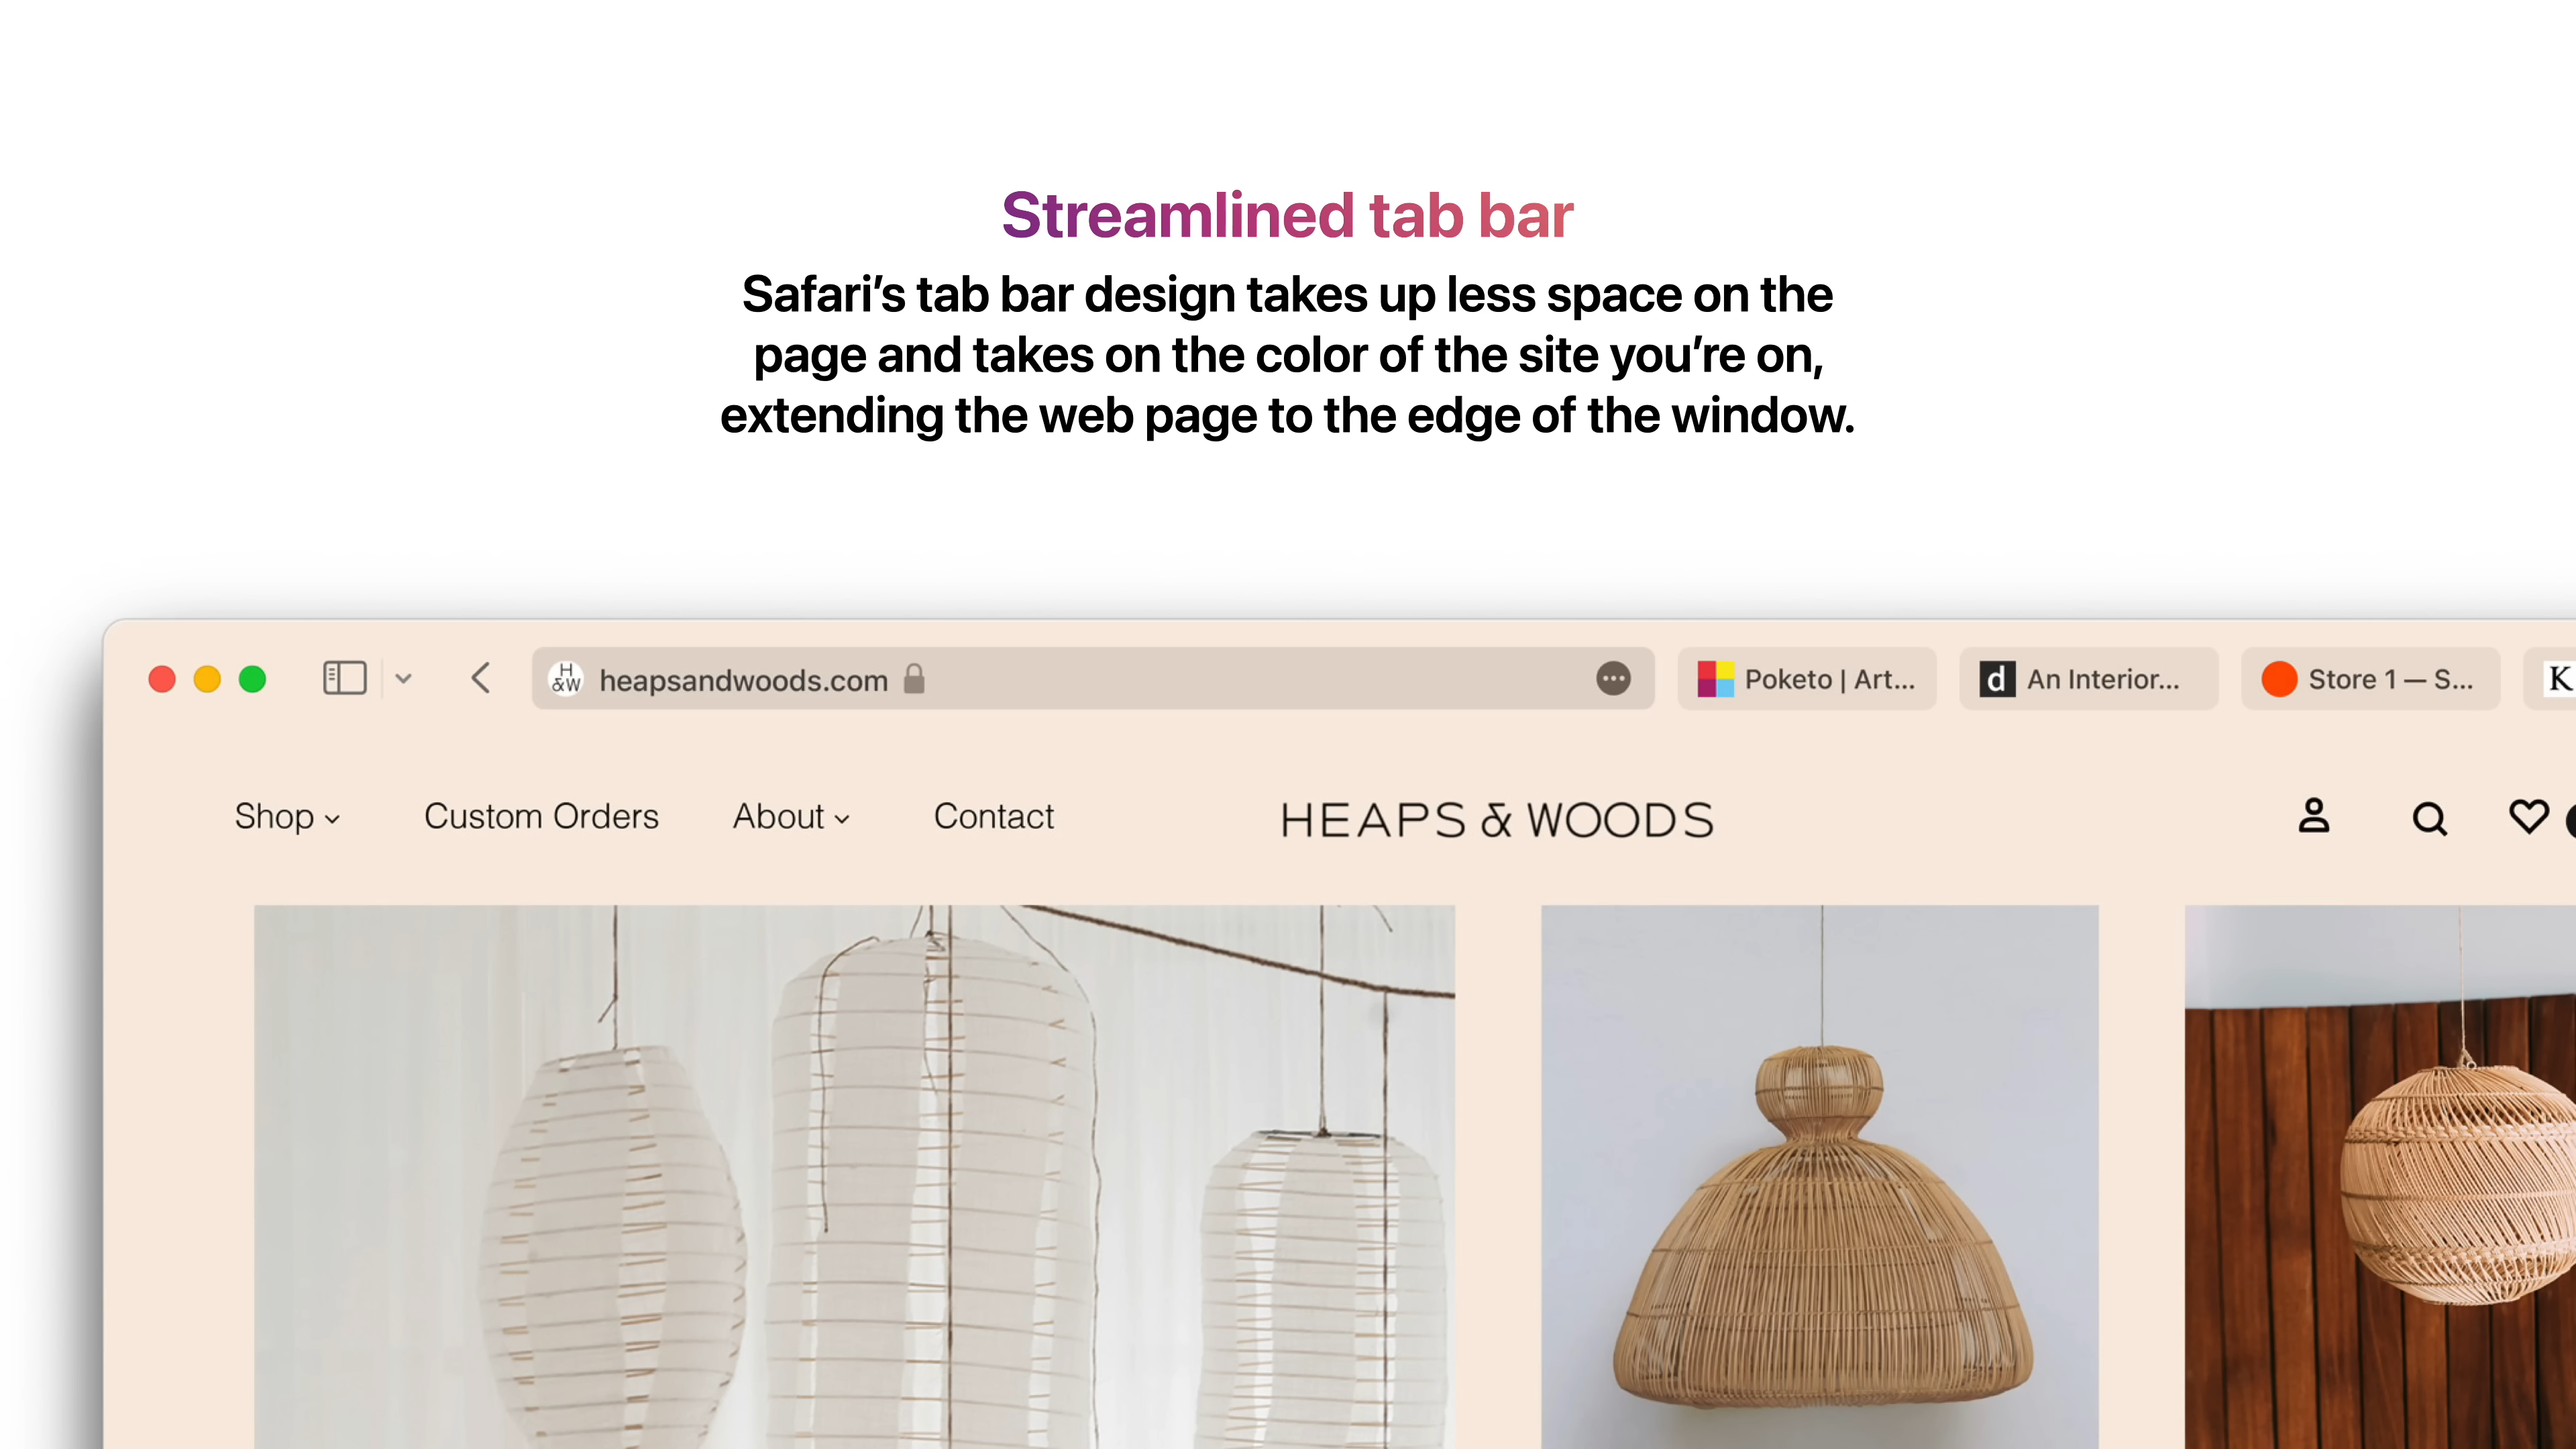 Streamlined tab bar
Safari’s tab bar design takes up less space on the
page and takes on the color of the site you’re on,
extending the web page to the edge of the window.
H
&W
heapsandwoods.com
Poketo | Art...
d
An Interior...
Store 1 — S...
K
Shop
Custom Orders
About
Contact
HEAPS & WOODS